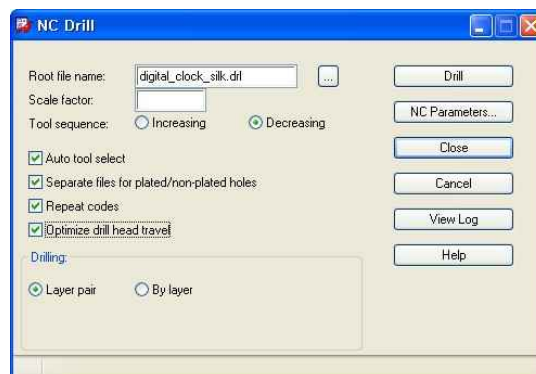 NC Drill
Root file name: digital_clock_silk.drl ... Drill
Scale factor:
NC Parameters...
Tool sequence: Increasing Decreasing
Auto tool select Close
Separate files for plated/non-plated holes Cancel
Repeat codes
Optimize drill head travel View Log
Drilling: Help
Layer pair By layer